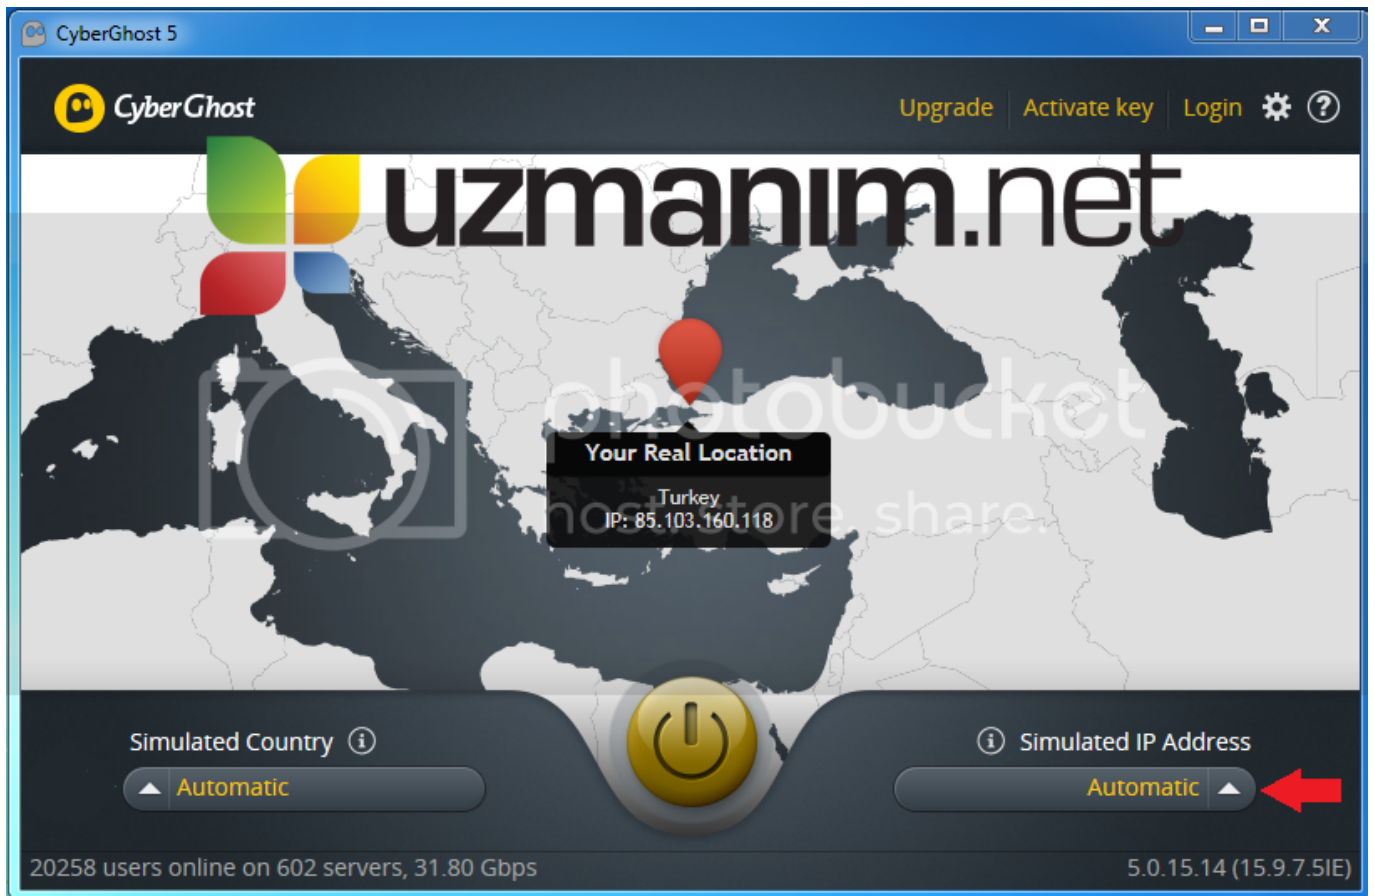 CyberGhost 5
CyberGhost
Upgrade
Activate key
Login
uzmanım.net
photobucket
host. store. share.
Your Real Location
Turkey
IP: 85.103.160.118
Simulated Country
Simulated IP Address
Automatic
Automatic
20258 users online on 602 servers, 31.80 Gbps
5.0.15.14 (15.9.7.5IE)